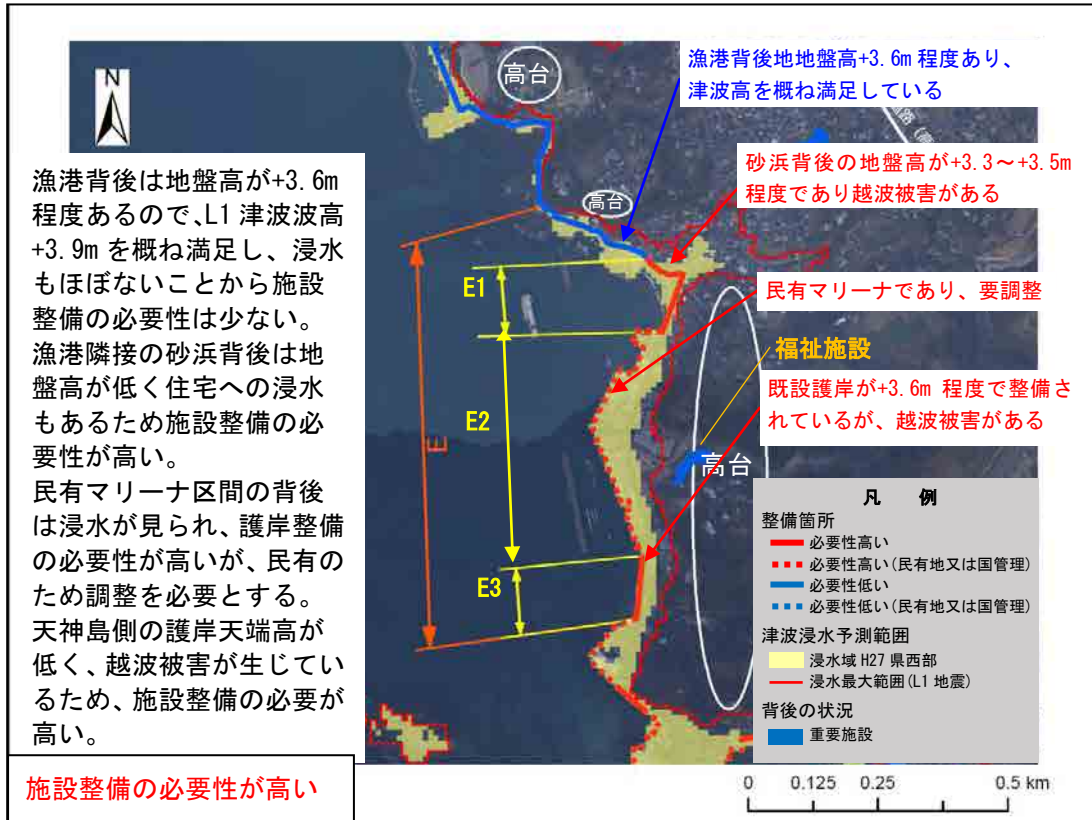 N
高台
漁港背後地地盤高+3.6m 程度あり、
津波高を概ね満足している
漁港背後は地盤高が+3.6m
程度あるので、L1 津波波高
+3.9m を概ね満足し、浸水
もほぼないことから施設
整備の必要性は少ない。
漁港隣接の砂浜背後は地
盤高が低く住宅への浸水
もあるため施設整備の必
要性が高い。
民有マリーナ区間の背後
は浸水が見られ、護岸整備
の必要性が高いが、民有の
ため調整を必要とする。
天神島側の護岸天端高が
低く、越波被害が生じてい
るため、施設整備の必要が
高い。
施設整備の必要性が高い
砂浜背後の地盤高が+3.3～+3.5m
程度であり越波被害がある
高台
E1
民有マリーナであり、要調整
福祉施設
E
E2
既設護岸が+3.6m 程度で整備さ
れているが、越波被害がある
高台
E3
凡 例
整備箇所
必要性高い
必要性高い(民有地又は国管理)
必要性低い
必要性低い(民有地又は国管理)
津波浸水予測範囲
浸水域 H27 県西部
浸水最大範囲(L1 地震)
背後の状況
重要施設
0 0.125 0.25 0.5 km